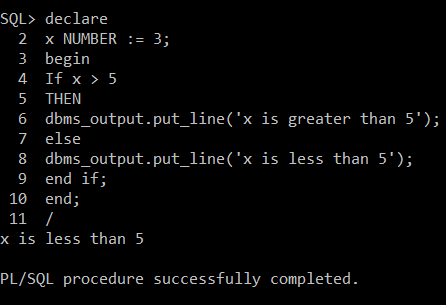 SQL> declare
2 x NUMBER := 3;
3 begin
4 If x > 5
5 THEN
6 dbms_output.put_line('x is greater than 5');
7 else
8 dbms_output.put_line('x is less than 5');
9 end if;
10 end;
11 /
x is less than 5
PL/SQL procedure successfully completed.